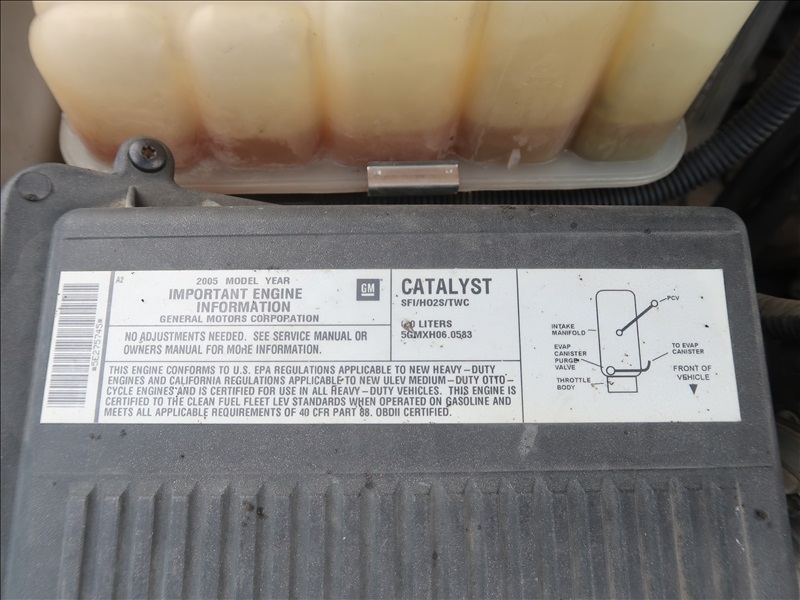 *5E275745*
A2
2005 MODEL YEAR
IMPORTANT ENGINE
INFORMATION
GENERAL MOTORS CORPORATION
GM
NO ADJUSTMENTS NEEDED. SEE SERVICE MANUAL OR
OWNERS MANUAL FOR MORE INFORMATION.
CATALYST
SFI/HO2S/TWC
LITERS
5GMXH06.0583
THIS ENGINE CONFORMS TO U.S. EPA REGULATIONS APPLICABLE TO NEW HEAVY-DUTY
ENGINES AND CALIFORNIA REGULATIONS APPLICABLE TO NEW ULEV MEDIUM-DUTY OTTO-
CYCLE ENGINES AND IS CERTIFIED FOR USE IN ALL HEAVY-DUTY VEHICLES. THIS ENGINE IS
CERTIFIED TO THE CLEAN FUEL FLEET LEV STANDARDS WHEN OPERATED ON GASOLINE AND
MEETS ALL APPLICABLE REQUIREMENTS OF 40 CFR PART 88. OBDII CERTIFIED.
PCV
INTAKE
MANIFOLD
EVAP
CANISTER
PURGE
VALVE
THROTTLE
BODY
TO EVAP
CANISTER
FRONT OF
VEHICLE